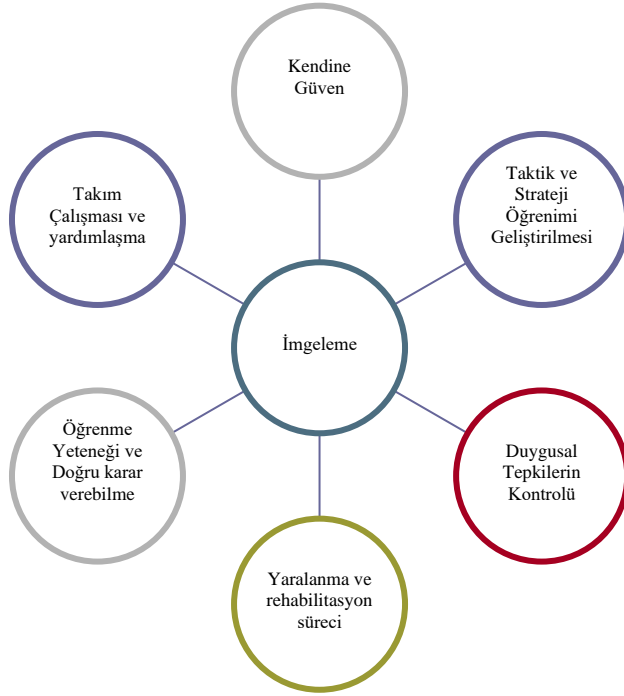 Kendine
Güven
Takım
Çalışması ve
yardımlaşma
Taktik ve
Strateji
Öğrenimi
Geliştirilmesi
İmgeleme
Öğrenme
Yeteneği ve
Doğru karar
verebilme
Duygusal
Tepkilerin
Kontrolü
Yaralanma ve
rehabilitasyon
süreci